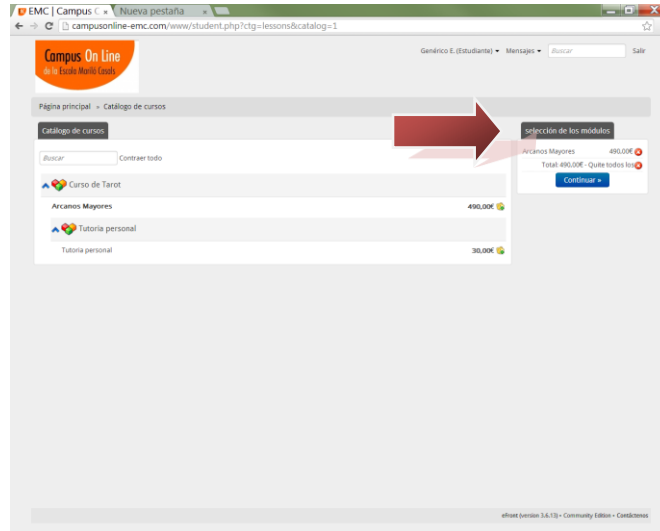 EMC | Campus C × Nueva pestaña ×
campusonline-emc.com/www/student.php?ctg=lessons&catalog=1
Campus On Line
de la Escola Mariló Casals
Genérico E. (Estudiante) Mensajes Buscar Salir
Página principal » Catálogo de cursos
Catálogo de cursos
selección de los módulos
Buscar Contraer todo
Arcanos Mayores 490,00€
Total: 490,00€ - Quite todos los
Continuar »
Curso de Tarot
Arcanos Mayores 490,00€
Tutoria personal
Tutoria personal 30,00€
eFront (version 3.6.13) • Community Edition • Contáctenos